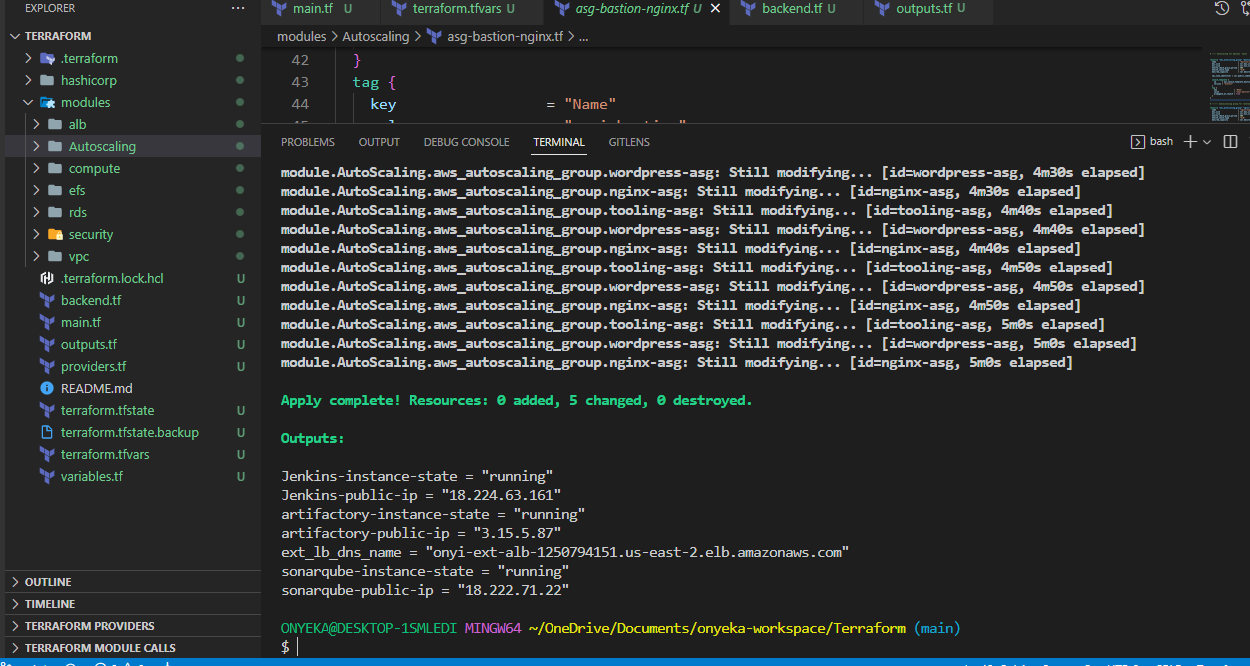 EXPLORER ...
TERRAFORM
.terraform
hashicorp
modules
alb
Autoscaling
compute
efs
rds
security
vpc
.terraform.lock.hcl U
backend.tf U
main.tf U
outputs.tf U
providers.tf U
README.md
terraform.tfstate U
terraform.tfstate.backup U
terraform.tfvars U
variables.tf U
OUTLINE
TIMELINE
TERRAFORM PROVIDERS
TERRAFORM MODULE CALLS
main.tf U terraform.tfvars U asg-bastion-nginx.tf U backend.tf U outputs.tf U
modules > Autoscaling > asg-bastion-nginx.tf > ...
42 }
43 tag {
44 key = "Name"
PROBLEMS OUTPUT DEBUG CONSOLE TERMINAL GITLENS bash
module.AutoScaling.aws_autoscaling_group.wordpress-asg: Still modifying... [id=wordpress-asg, 4m30s elapsed]
module.AutoScaling.aws_autoscaling_group.nginx-asg: Still modifying... [id=nginx-asg, 4m30s elapsed]
module.AutoScaling.aws_autoscaling_group.tooling-asg: Still modifying... [id=tooling-asg, 4m40s elapsed]
module.AutoScaling.aws_autoscaling_group.wordpress-asg: Still modifying... [id=wordpress-asg, 4m40s elapsed]
module.AutoScaling.aws_autoscaling_group.nginx-asg: Still modifying... [id=nginx-asg, 4m40s elapsed]
module.AutoScaling.aws_autoscaling_group.tooling-asg: Still modifying... [id=tooling-asg, 4m50s elapsed]
module.AutoScaling.aws_autoscaling_group.wordpress-asg: Still modifying... [id=wordpress-asg, 4m50s elapsed]
module.AutoScaling.aws_autoscaling_group.nginx-asg: Still modifying... [id=nginx-asg, 4m50s elapsed]
module.AutoScaling.aws_autoscaling_group.tooling-asg: Still modifying... [id=tooling-asg, 5m0s elapsed]
module.AutoScaling.aws_autoscaling_group.wordpress-asg: Still modifying... [id=wordpress-asg, 5m0s elapsed]
module.AutoScaling.aws_autoscaling_group.nginx-asg: Still modifying... [id=nginx-asg, 5m0s elapsed]
Apply complete! Resources: 0 added, 5 changed, 0 destroyed.
Outputs:
Jenkins-instance-state = "running"
Jenkins-public-ip = "18.224.63.161"
artifactory-instance-state = "running"
artifactory-public-ip = "3.15.5.87"
ext_lb_dns_name = "onyi-ext-alb-1250794151.us-east-2.elb.amazonaws.com"
sonarqube-instance-state = "running"
sonarqube-public-ip = "18.222.71.22"
ONYEKA@DESKTOP-1SMLEDI MINGW64 ~/OneDrive/Documents/onyeka-workspace/Terraform (main)
$